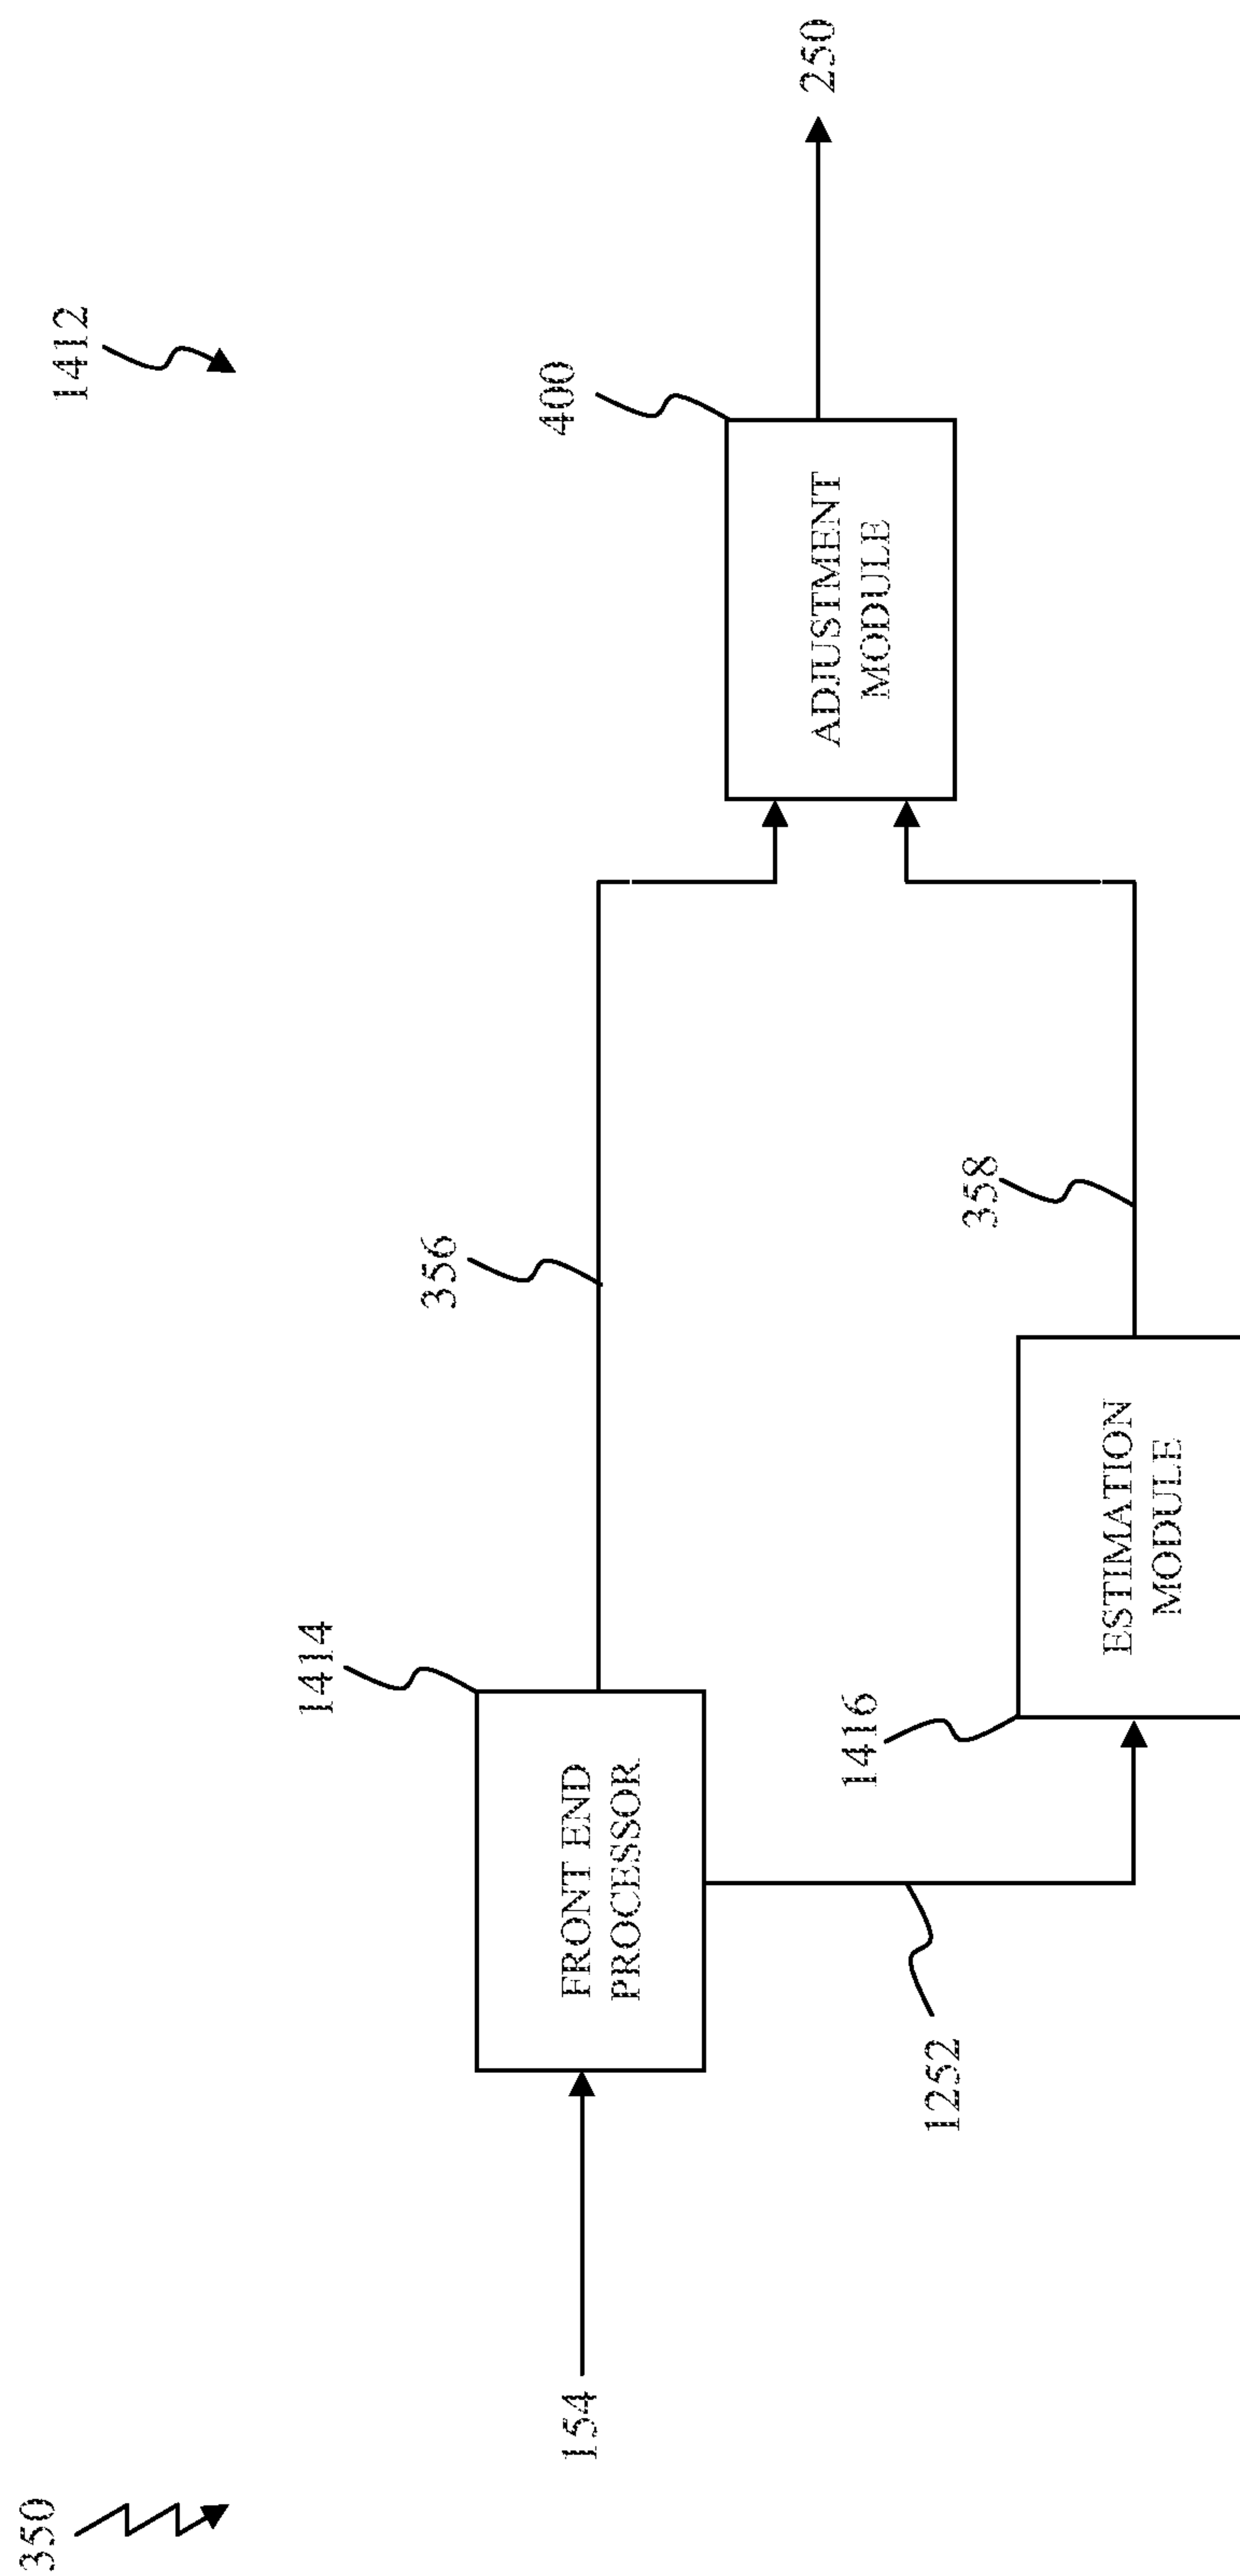 350
1412
154
FRONT END
PROCESSOR
1414
356
1252
1416
ESTIMATION
MODULE
358
400
ADJUSTMENT
MODULE
250